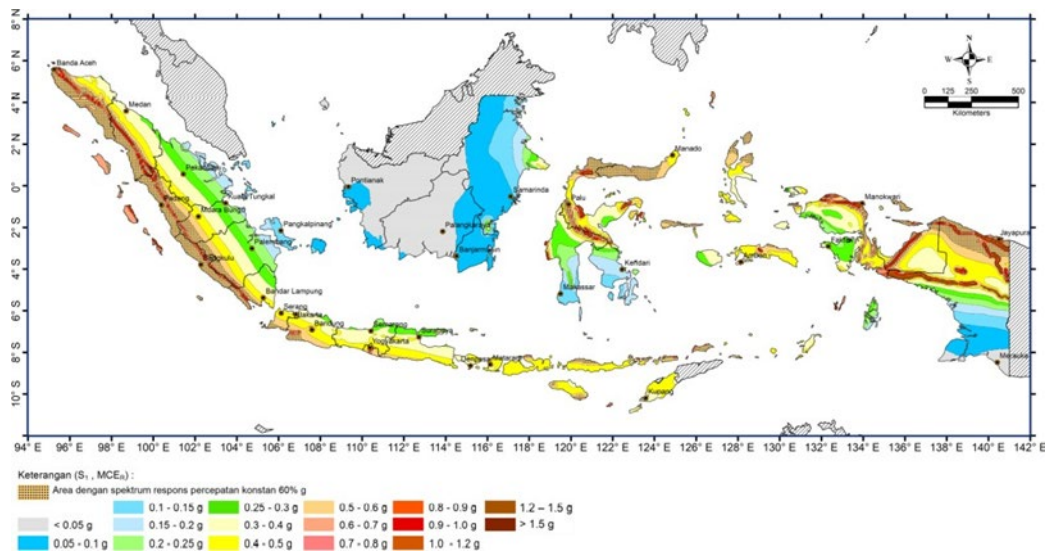 8° N
6° N
4° N
2° N
0°
2° S
4° S
6° S
8° S
10° S
Banda Aceh
Medan
Pekanbaru
Kuala Tungkal
Padang
Muara Bungo
Pangkalpinang
Palembang
Bengkulu
Bandar Lampung
Serang
Jakarta
Bandung
Semarang
Surabaya
Yogyakarta
Denpasar
Mataram
Kupang
Pontianak
Palangkaraya
Banjarmasin
Samarinda
Manado
Palu
Kendari
Makassar
Ambon
Manokwari
Jayapura
Merauke
N
W E
S
0 125 250 500
Kilometers
94° E 96° E 98° E 100° E 102° E 104° E 106° E 108° E 110° E 112° E 114° E 116° E 118° E 120° E 122° E 124° E 126° E 128° E 130° E 132° E 134° E 136° E 138° E 140° E 142° E
Keterangan (S₁ , MCEᵣ) :
Area dengan spektrum respons percepatan konstan 60% g
0.1 - 0.15 g 0.25 - 0.3 g 0.5 - 0.6 g 0.8 - 0.9 g 1.2 – 1.5 g
< 0.05 g 0.15 - 0.2 g 0.3 - 0.4 g 0.6 - 0.7 g 0.9 - 1.0 g > 1.5 g
0.05 - 0.1 g 0.2 - 0.25 g 0.4 - 0.5 g 0.7 - 0.8 g 1.0 - 1.2 g